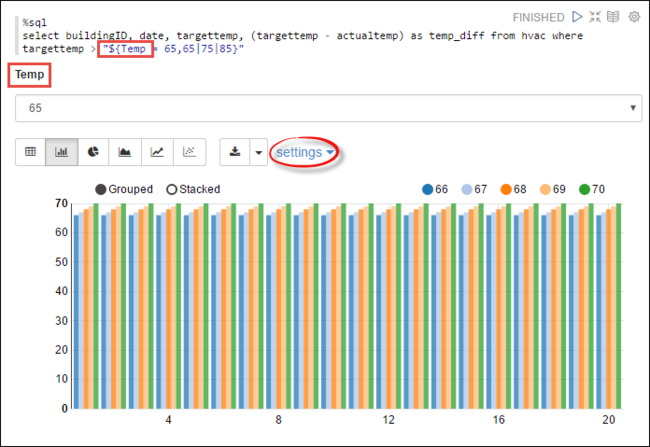 %sql
FINISHED
select buildingID, date, targettemp, (targettemp - actualtemp) as temp_diff from hvac where
targettemp > "${Temp = 65,65|75|85}"
Temp
65
settings
Grouped Stacked 66 67 68 69 70
70
60
50
40
30
20
10
0
4 8 12 16 20